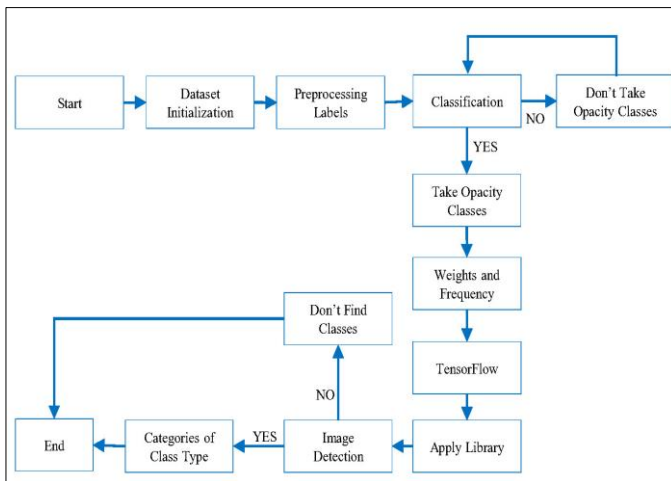 Start
Dataset
Initialization
Preprocessing
Labels
Classification
NO
Don't Take
Opacity Classes
YES
Take Opacity
Classes
Weights and
Frequency
Don't Find
Classes
TensorFlow
NO
End
Categories of
Class Type
YES
Image
Detection
Apply Library